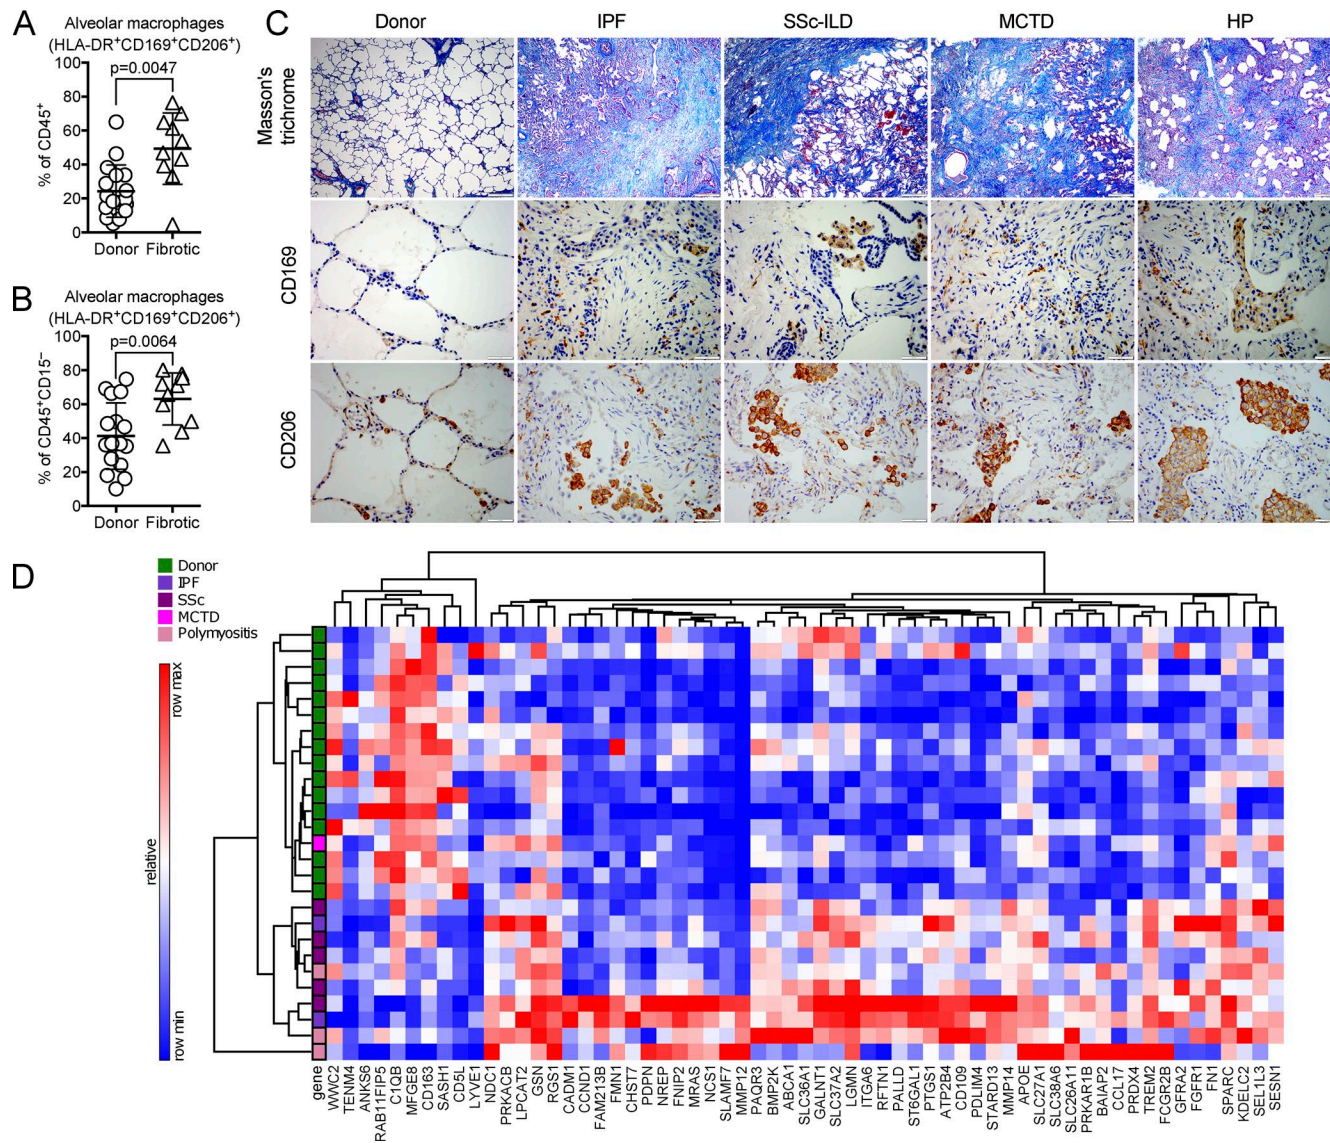 A
Alveolar macrophages
(HLA-DR⁺CD169⁺CD206⁺)
p=0.0047
100
80
60
40
20
0
% of CD45⁺
Donor Fibrotic
B
Alveolar macrophages
(HLA-DR⁺CD169⁺CD206⁺)
p=0.0064
100
80
60
40
20
0
% of CD45⁺CD15⁻
Donor Fibrotic
C
Donor IPF SSc-ILD MCTD HP
Masson's
trichrome
CD169
CD206
D
Donor
IPF
SSc
MCTD
Polymyositis
row max
relative
row min
gene
WWC2
TENM4
ANKS6
RAB11FIP5
C1QB
MFGE8
CD163
SASH1
CD5L
LYVE1
NDC1
PRKACB
LPCAT2
GSN
RGS1
CADM1
CCND1
FAM213B
FMN1
CHST7
PDPN
NREP
FNIP2
MRAS
NCS1
SLAMF7
MMP12
PAQR3
BMP2K
ABCA1
SLC36A1
GALNT1
SLC37A2
LGMN
ITGA6
RFTN1
PALLD
ST6GAL1
PTGS1
ATP2B4
CD109
PDLIM4
STARD13
MMP14
APOE
SLC27A1
SLC38A6
SLC26A11
PRKAR1B
BAIAP2
CCL17
PRDX4
TREM2
FCGR2B
GFRA2
FGFR1
FN1
SPARC
KDELC2
SEL1L3
SESN1